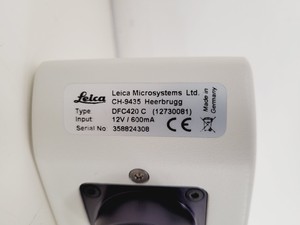 Leica
Leica Microsystems Ltd.
CH-9435 Heerbrugg
Type DFC420 C (12730081)
Input 12V / 600mA
Serial No 358824308
Made in
Germany
CE